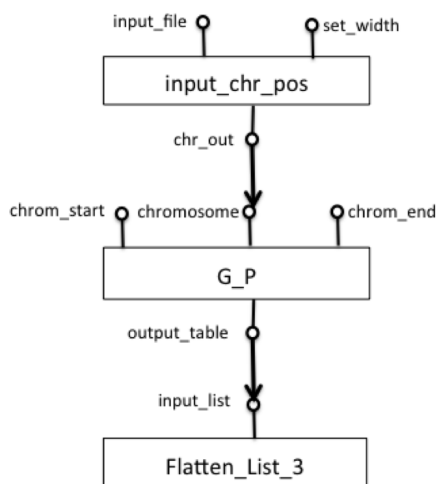 input_file
set_width
input_chr_pos
chr_out
chrom_start
chromosome
chrom_end
G_P
output_table
input_list
Flatten_List_3